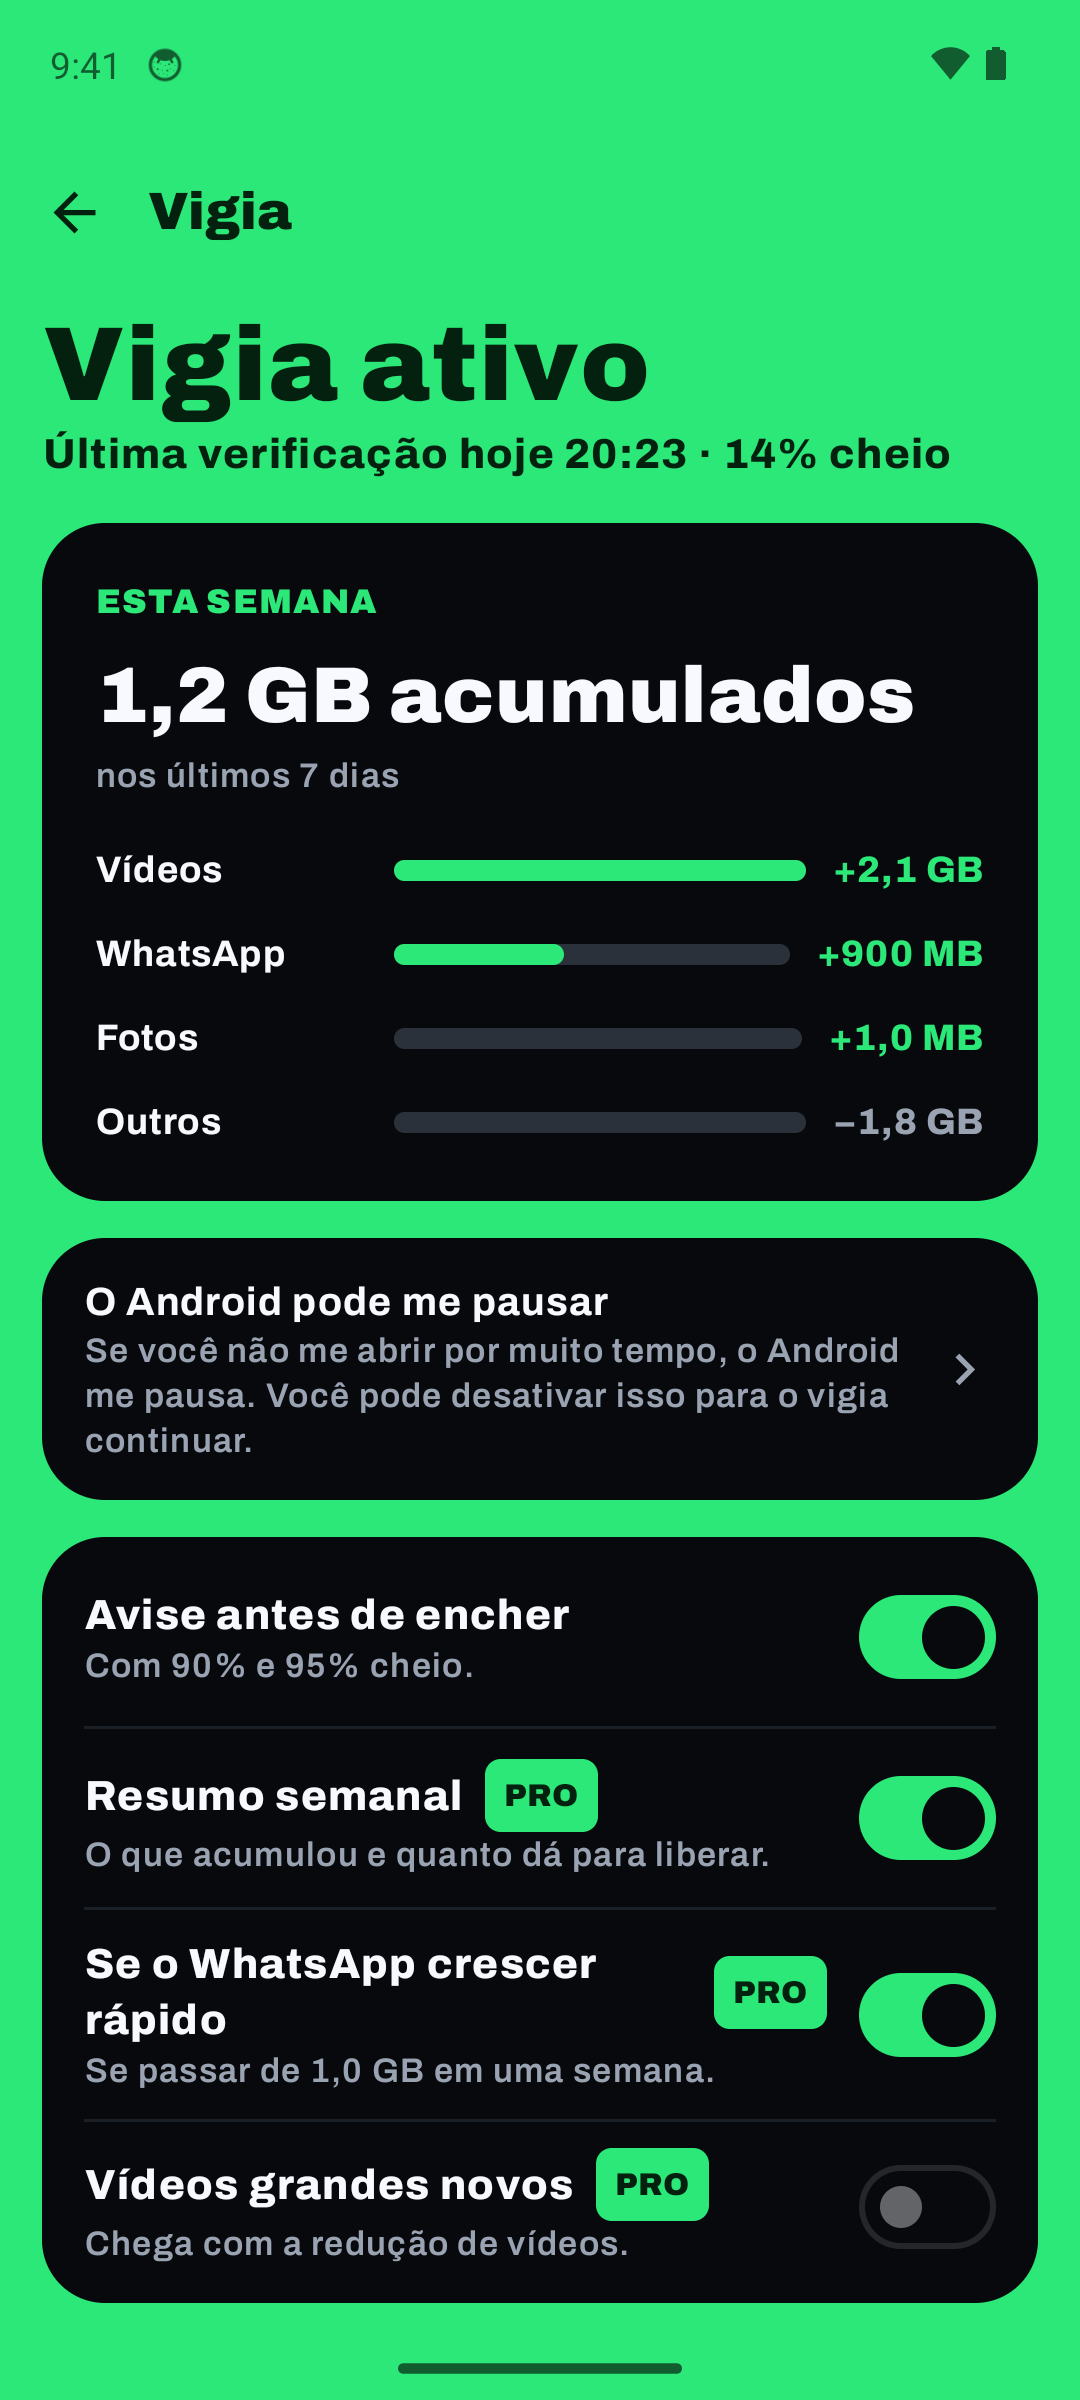 9:41
Vigia
Vigia ativo
Última verificação hoje 20:23 · 14% cheio
ESTA SEMANA
1,2 GB acumulados
nos últimos 7 dias
Vídeos +2,1 GB
WhatsApp +900 MB
Fotos +1,0 MB
Outros −1,8 GB
O Android pode me pausar
Se você não me abrir por muito tempo, o Android
me pausa. Você pode desativar isso para o vigia
continuar.
Avise antes de encher
Com 90% e 95% cheio.
Resumo semanal PRO
O que acumulou e quanto dá para liberar.
Se o WhatsApp crescer
rápido PRO
Se passar de 1,0 GB em uma semana.
Vídeos grandes novos PRO
Chega com a redução de vídeos.